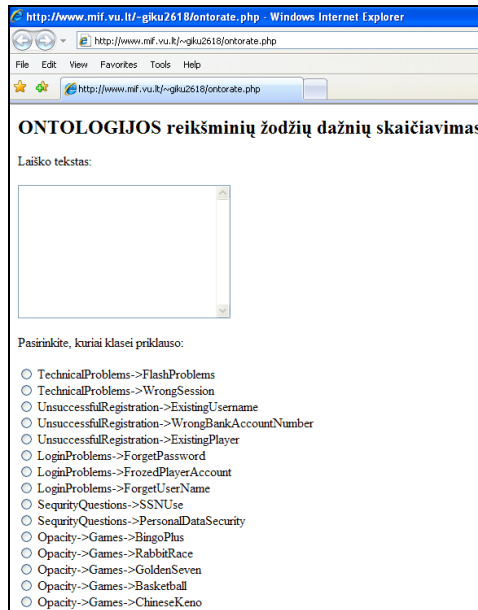 http://www.mif.vu.lt/~giku2618/ontorate.php - Windows Internet Explorer
http://www.mif.vu.lt/~giku2618/ontorate.php
File Edit View Favorites Tools Help
http://www.mif.vu.lt/~giku2618/ontorate.php
ONTOLOGIJOS reikšminių žodžių dažnių skaičiavimas
Laiško tekstas:
Pasirinkite, kuriai klasei priklauso:
TechnicalProblems->FlashProblems
TechnicalProblems->WrongSession
UnsuccessfulRegistration->ExistingUsername
UnsuccessfulRegistration->WrongBankAccountNumber
UnsuccessfulRegistration->ExistingPlayer
LoginProblems->ForgetPassword
LoginProblems->FrozedPlayerAccount
LoginProblems->ForgetUserName
SequrityQuestions->SSNUse
SequrityQuestions->PersonalDataSecurity
Opacity->Games->BingoPlus
Opacity->Games->RabbitRace
Opacity->Games->GoldenSeven
Opacity->Games->Basketball
Opacity->Games->ChineseKeno